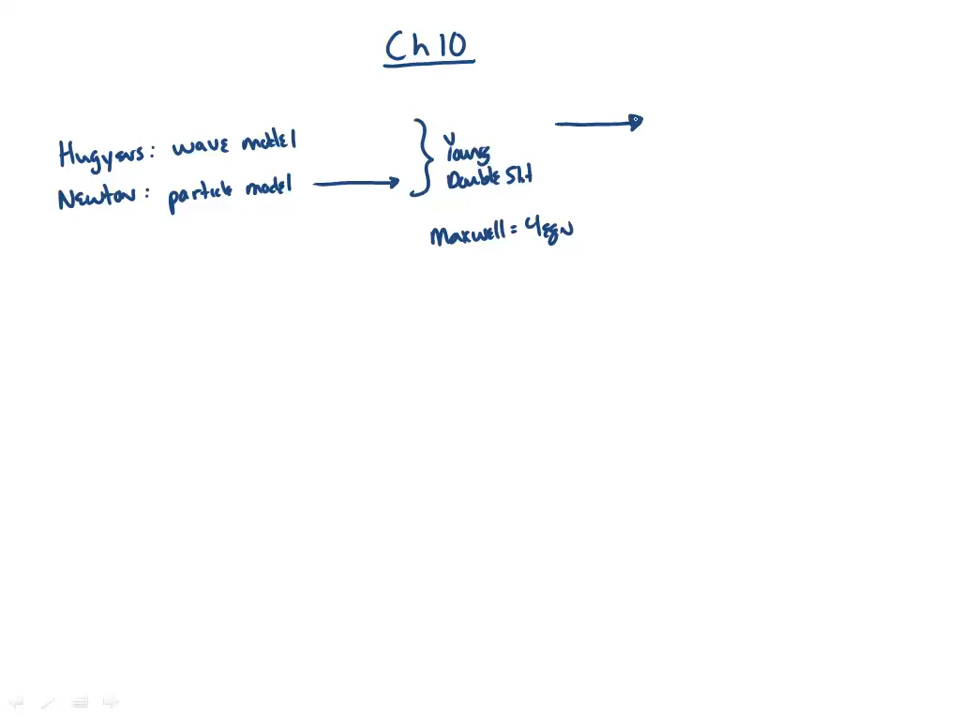 Ch 10
Hugyens: wave model
Newton: particle model
Young
Double Slit
Maxwell = 4 eqn